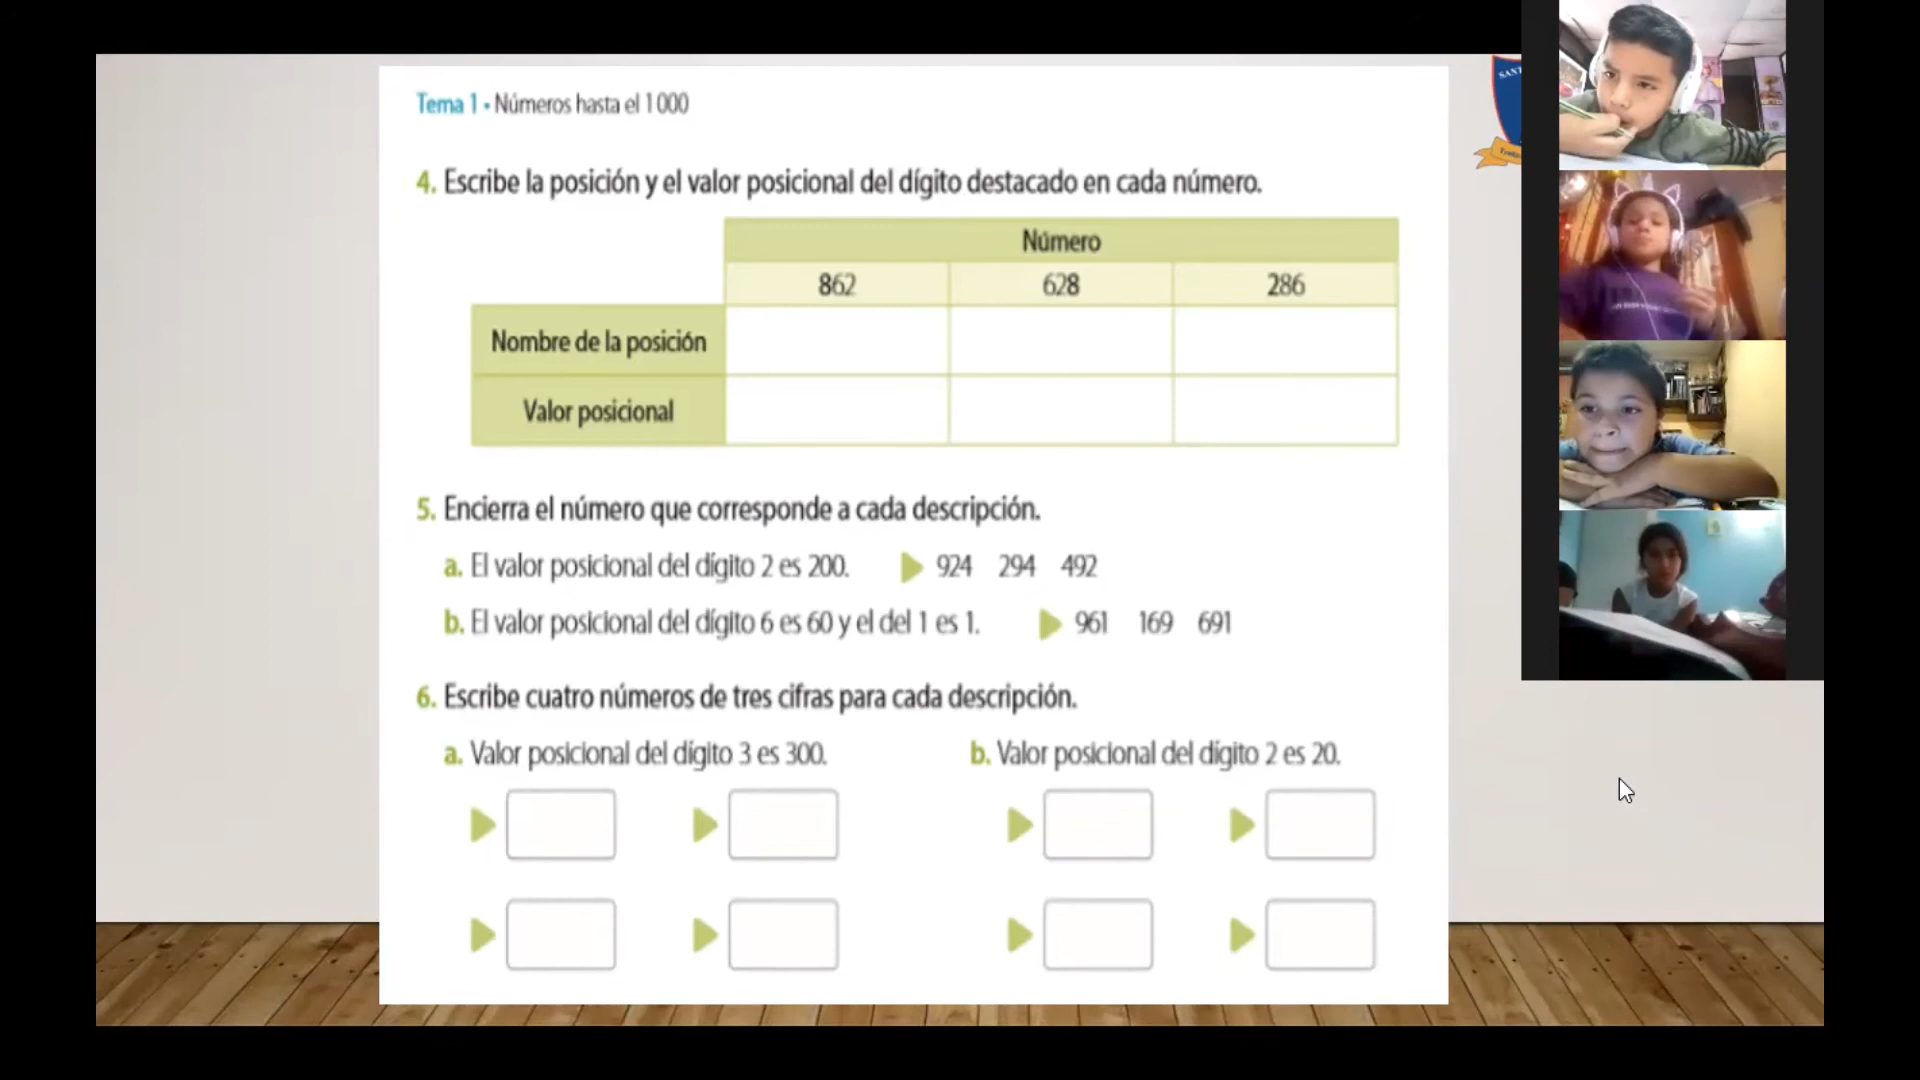 Tema 1 • Números hasta el 1 000
4. Escribe la posición y el valor posicional del dígito destacado en cada número.
Número
862 628 286
Nombre de la posición
Valor posicional
5. Encierra el número que corresponde a cada descripción.
a. El valor posicional del dígito 2 es 200. 924 294 492
b. El valor posicional del dígito 6 es 60 y el del 1 es 1. 961 169 691
6. Escribe cuatro números de tres cifras para cada descripción.
a. Valor posicional del dígito 3 es 300. b. Valor posicional del dígito 2 es 20.